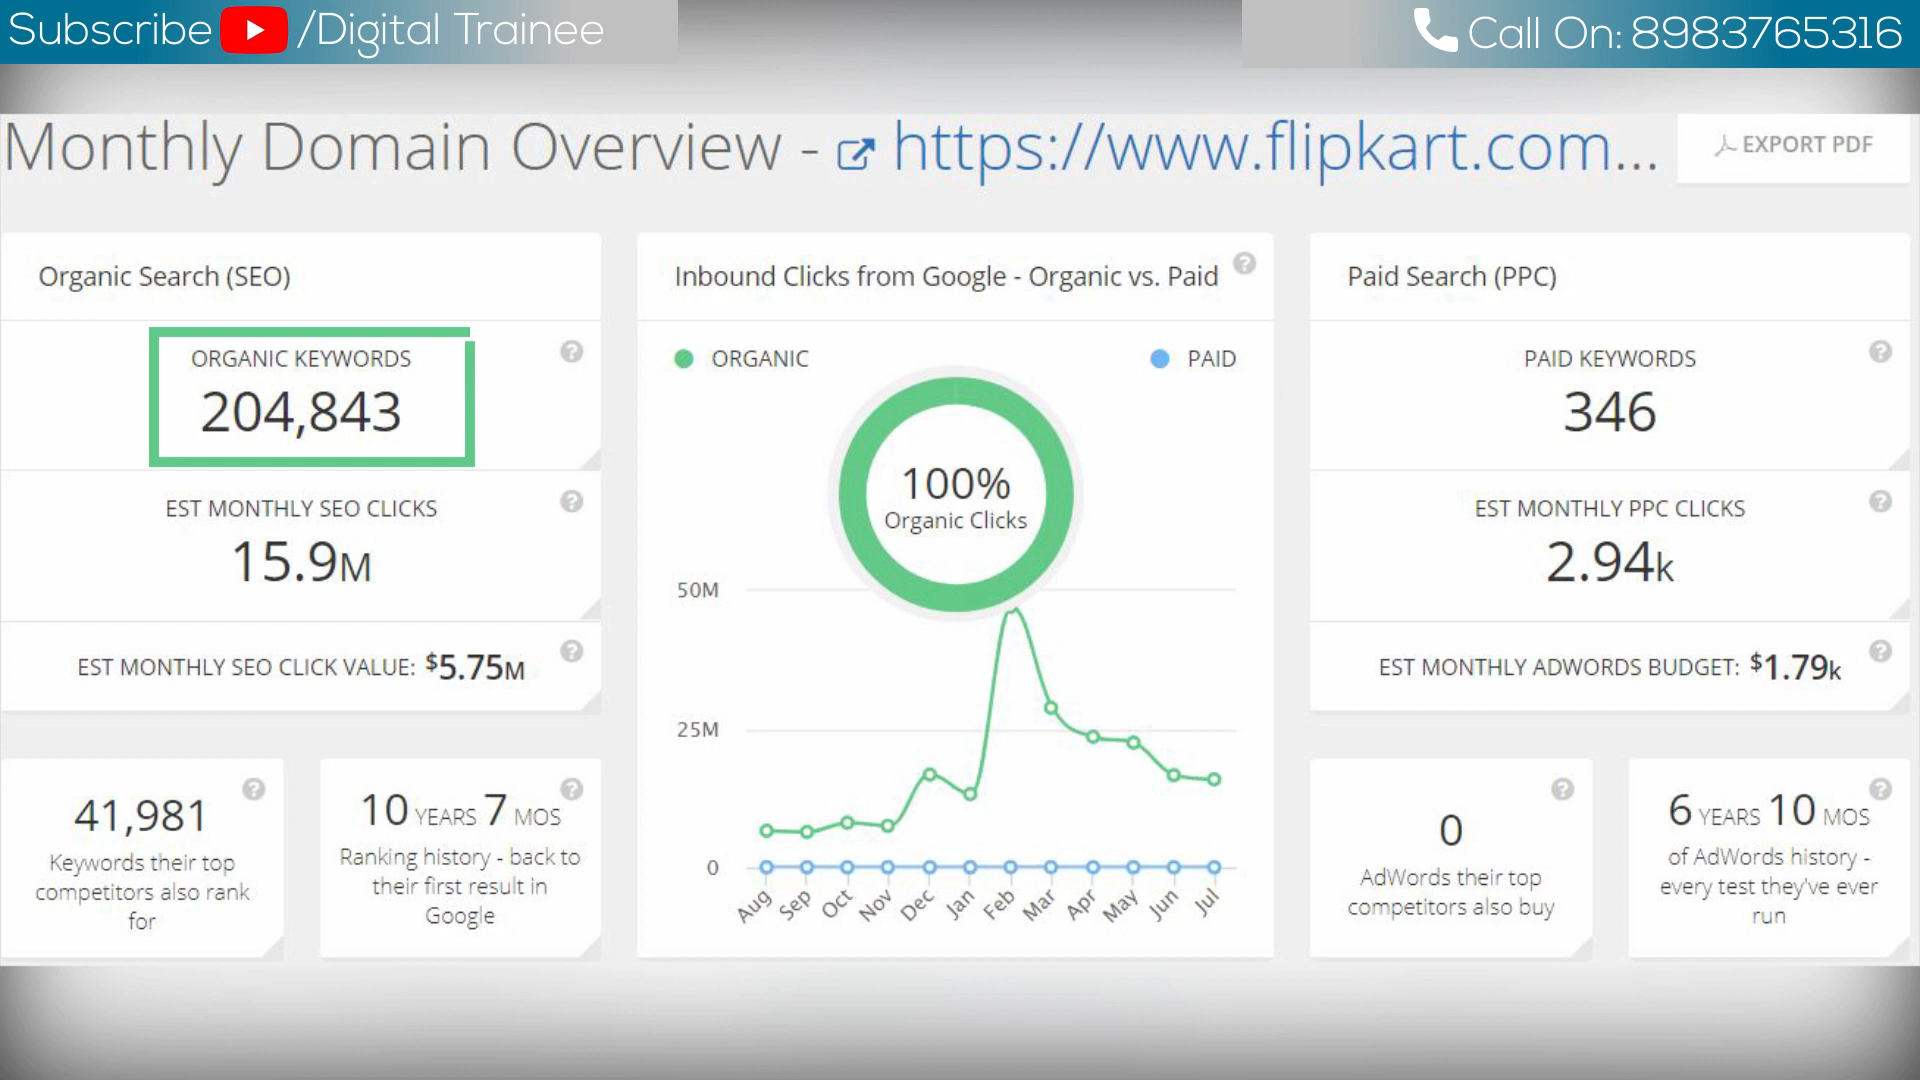 Subscribe /Digital Trainee
Call On: 8983765316
Monthly Domain Overview - https://www.flipkart.com...
EXPORT PDF
Organic Search (SEO)
ORGANIC KEYWORDS
204,843
EST MONTHLY SEO CLICKS
15.9M
EST MONTHLY SEO CLICK VALUE: $5.75M
41,981
Keywords their top
competitors also rank
for
10 YEARS 7 MOS
Ranking history - back to
their first result in
Google
Inbound Clicks from Google - Organic vs. Paid
ORGANIC
PAID
100%
Organic Clicks
50M
25M
0
Aug Sep Oct Nov Dec Jan Feb Mar Apr May Jun Jul
Paid Search (PPC)
PAID KEYWORDS
346
EST MONTHLY PPC CLICKS
2.94k
EST MONTHLY ADWORDS BUDGET: $1.79k
0
AdWords their top
competitors also buy
6 YEARS 10 MOS
of AdWords history -
every test they've ever
run